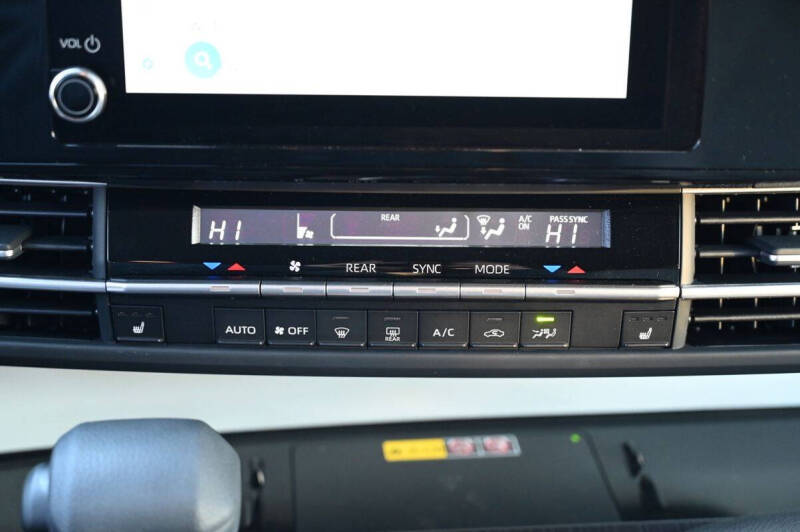 VOL
REAR
HI
A/C
ON
PASS SYNC
HI
REAR
SYNC
MODE
AUTO
OFF
REAR
A/C